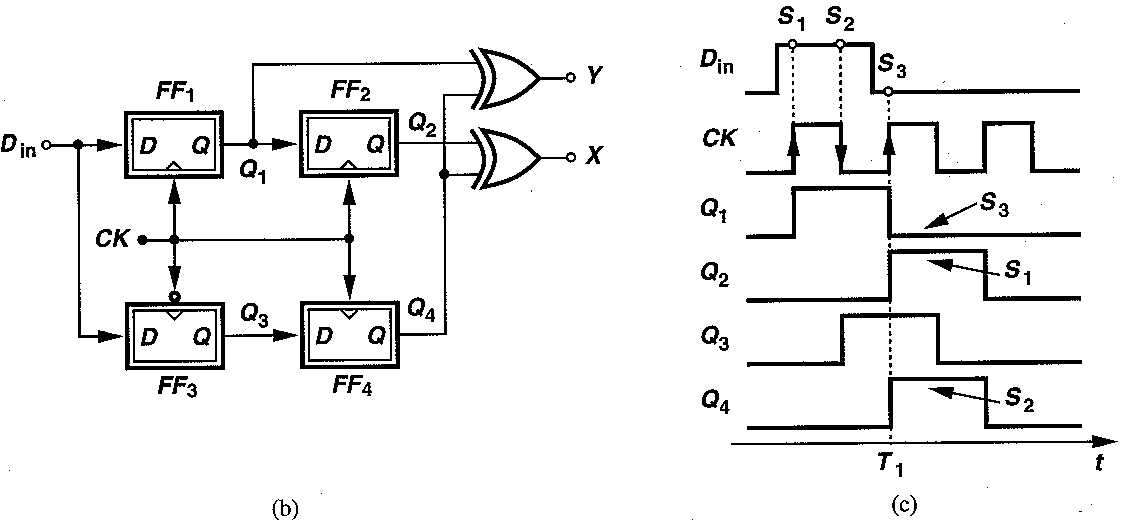 FF1
FF2
Din
D Q
Q1
D Q
Q2
Y
X
CK
D Q
Q3
D Q
Q4
FF3
FF4
(b)
S1 S2
Din
S3
CK
Q1
S3
Q2
S1
Q3
Q4
S2
T1
t
(c)